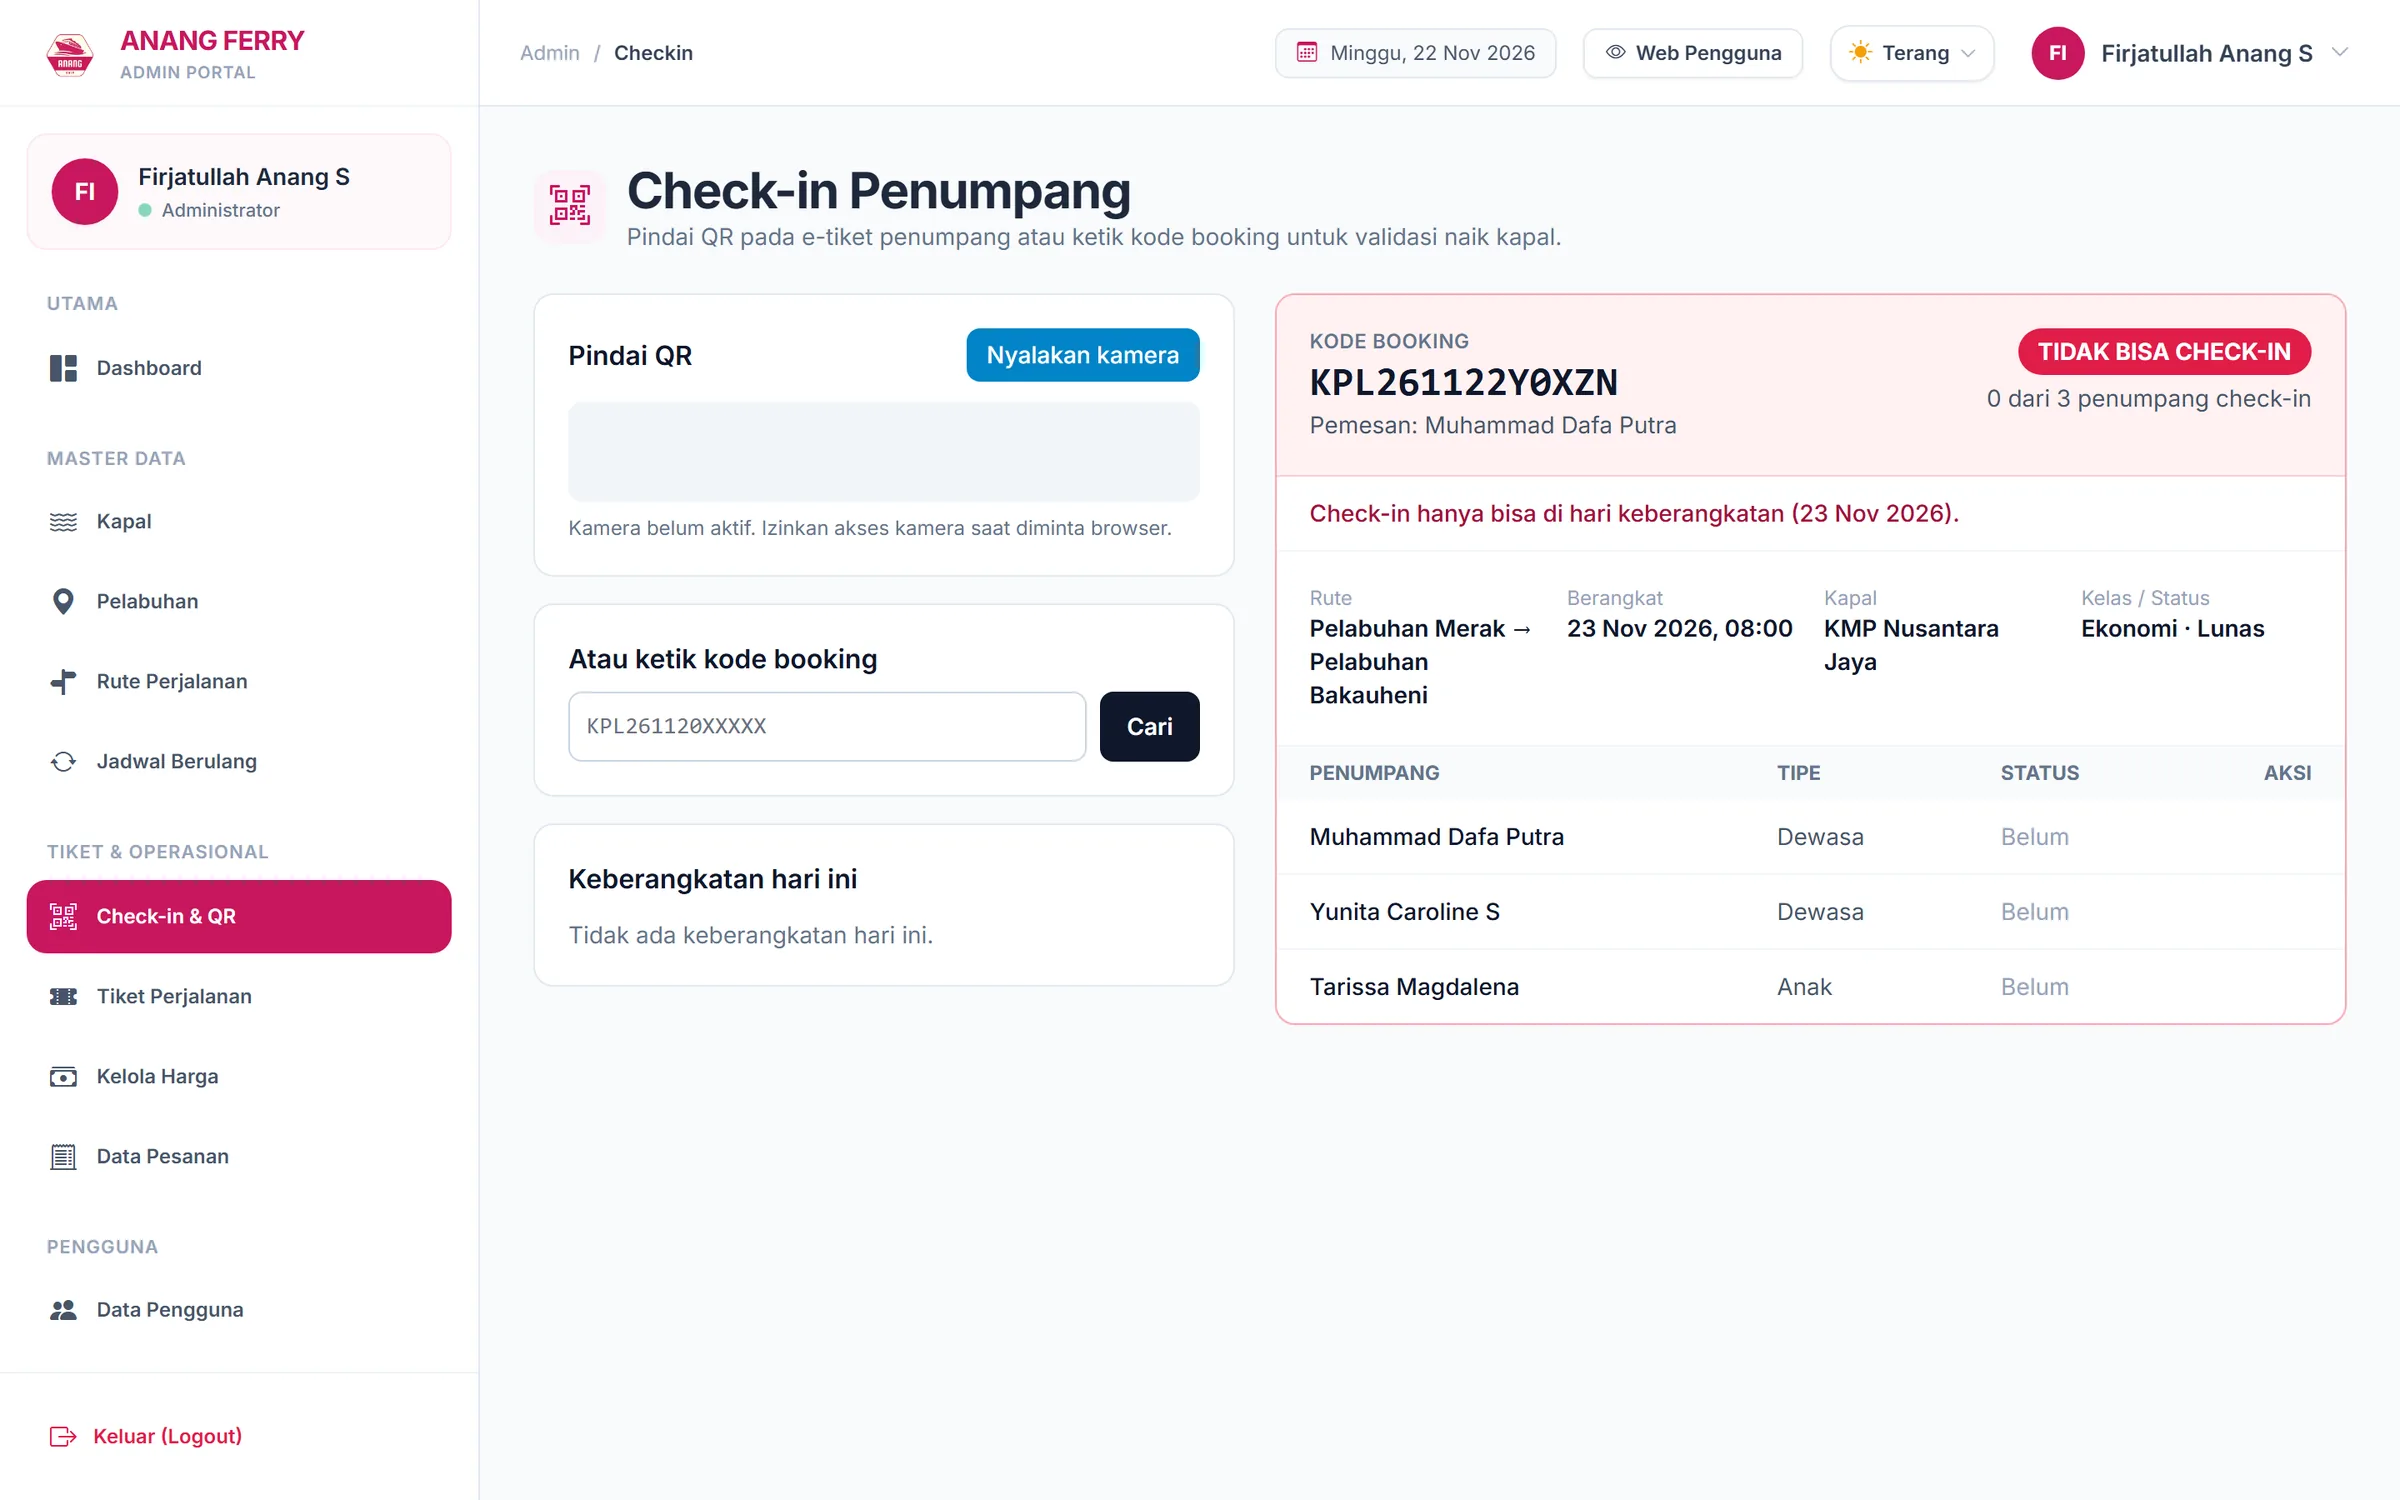 ANANG FERRY
ADMIN PORTAL
ANANG
Firjatullah Anang S
Administrator
FI
UTAMA
Dashboard
MASTER DATA
Kapal
Pelabuhan
Rute Perjalanan
Jadwal Berulang
TIKET & OPERASIONAL
Check-in & QR
Tiket Perjalanan
Kelola Harga
Data Pesanan
PENGGUNA
Data Pengguna
Keluar (Logout)
Admin / Checkin
Minggu, 22 Nov 2026
Web Pengguna
Terang
FI
Firjatullah Anang S
Check-in Penumpang
Pindai QR pada e-tiket penumpang atau ketik kode booking untuk validasi naik kapal.
Pindai QR
Nyalakan kamera
Kamera belum aktif. Izinkan akses kamera saat diminta browser.
Atau ketik kode booking
KPL261120XXXXX
Cari
Keberangkatan hari ini
Tidak ada keberangkatan hari ini.
KODE BOOKING
KPL261122Y0XZN
Pemesan: Muhammad Dafa Putra
TIDAK BISA CHECK-IN
0 dari 3 penumpang check-in
Check-in hanya bisa di hari keberangkatan (23 Nov 2026).
Rute
Pelabuhan Merak →
Pelabuhan
Bakauheni
Berangkat
23 Nov 2026, 08:00
Kapal
KMP Nusantara
Jaya
Kelas / Status
Ekonomi · Lunas
PENUMPANG TIPE STATUS AKSI
Muhammad Dafa Putra Dewasa Belum
Yunita Caroline S Dewasa Belum
Tarissa Magdalena Anak Belum